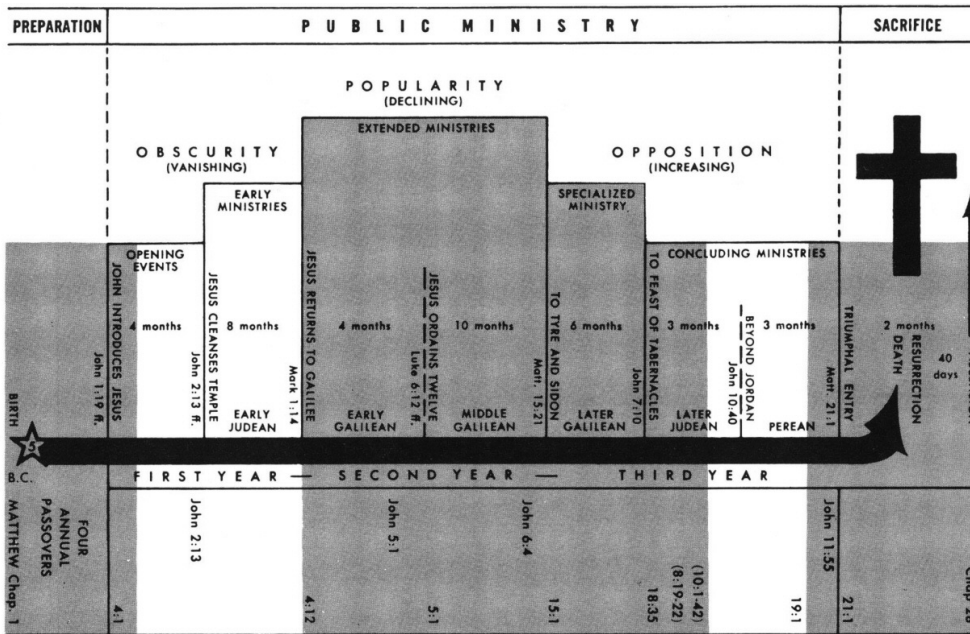 PREPARATION
PUBLIC MINISTRY
SACRIFICE
POPULARITY
(DECLINING)
EXTENDED MINISTRIES
OBSCURITY
(VANISHING)
OPPOSITION
(INCREASING)
EARLY
MINISTRIES
SPECIALIZED
MINISTRY
OPENING
EVENTS
CONCLUDING MINISTRIES
JOHN INTRODUCES JESUS
John 1:19 ff.
4 months
JESUS CLEANSES TEMPLE
John 2:13 ff.
8 months
EARLY
JUDEAN
JESUS RETURNS TO GALILEE
Mark 1:14
4 months
EARLY
GALILEAN
JESUS ORDAINS TWELVE
Luke 6:12 ff.
10 months
MIDDLE
GALILEAN
TO TYRE AND SIDON
Matt. 15:21
6 months
LATER
GALILEAN
TO FEAST OF TABERNACLES
John 7:10
3 months
LATER
JUDEAN
BEYOND JORDAN
John 10:40
3 months
PEREAN
TRIUMPHAL ENTRY
Matt. 21:1
2 months
RESURRECTION
DEATH
40
days
BIRTH
5
B.C.
FIRST YEAR — SECOND YEAR — THIRD YEAR
FOUR
ANNUAL
PASSOVERS
John 2:13
John 5:1
John 6:4
John 11:55
MATTHEW Chap. 1
4:1
4:12
5:1
15:1
18:35
(8:19-22)
(10:1-42)
19:1
21:1